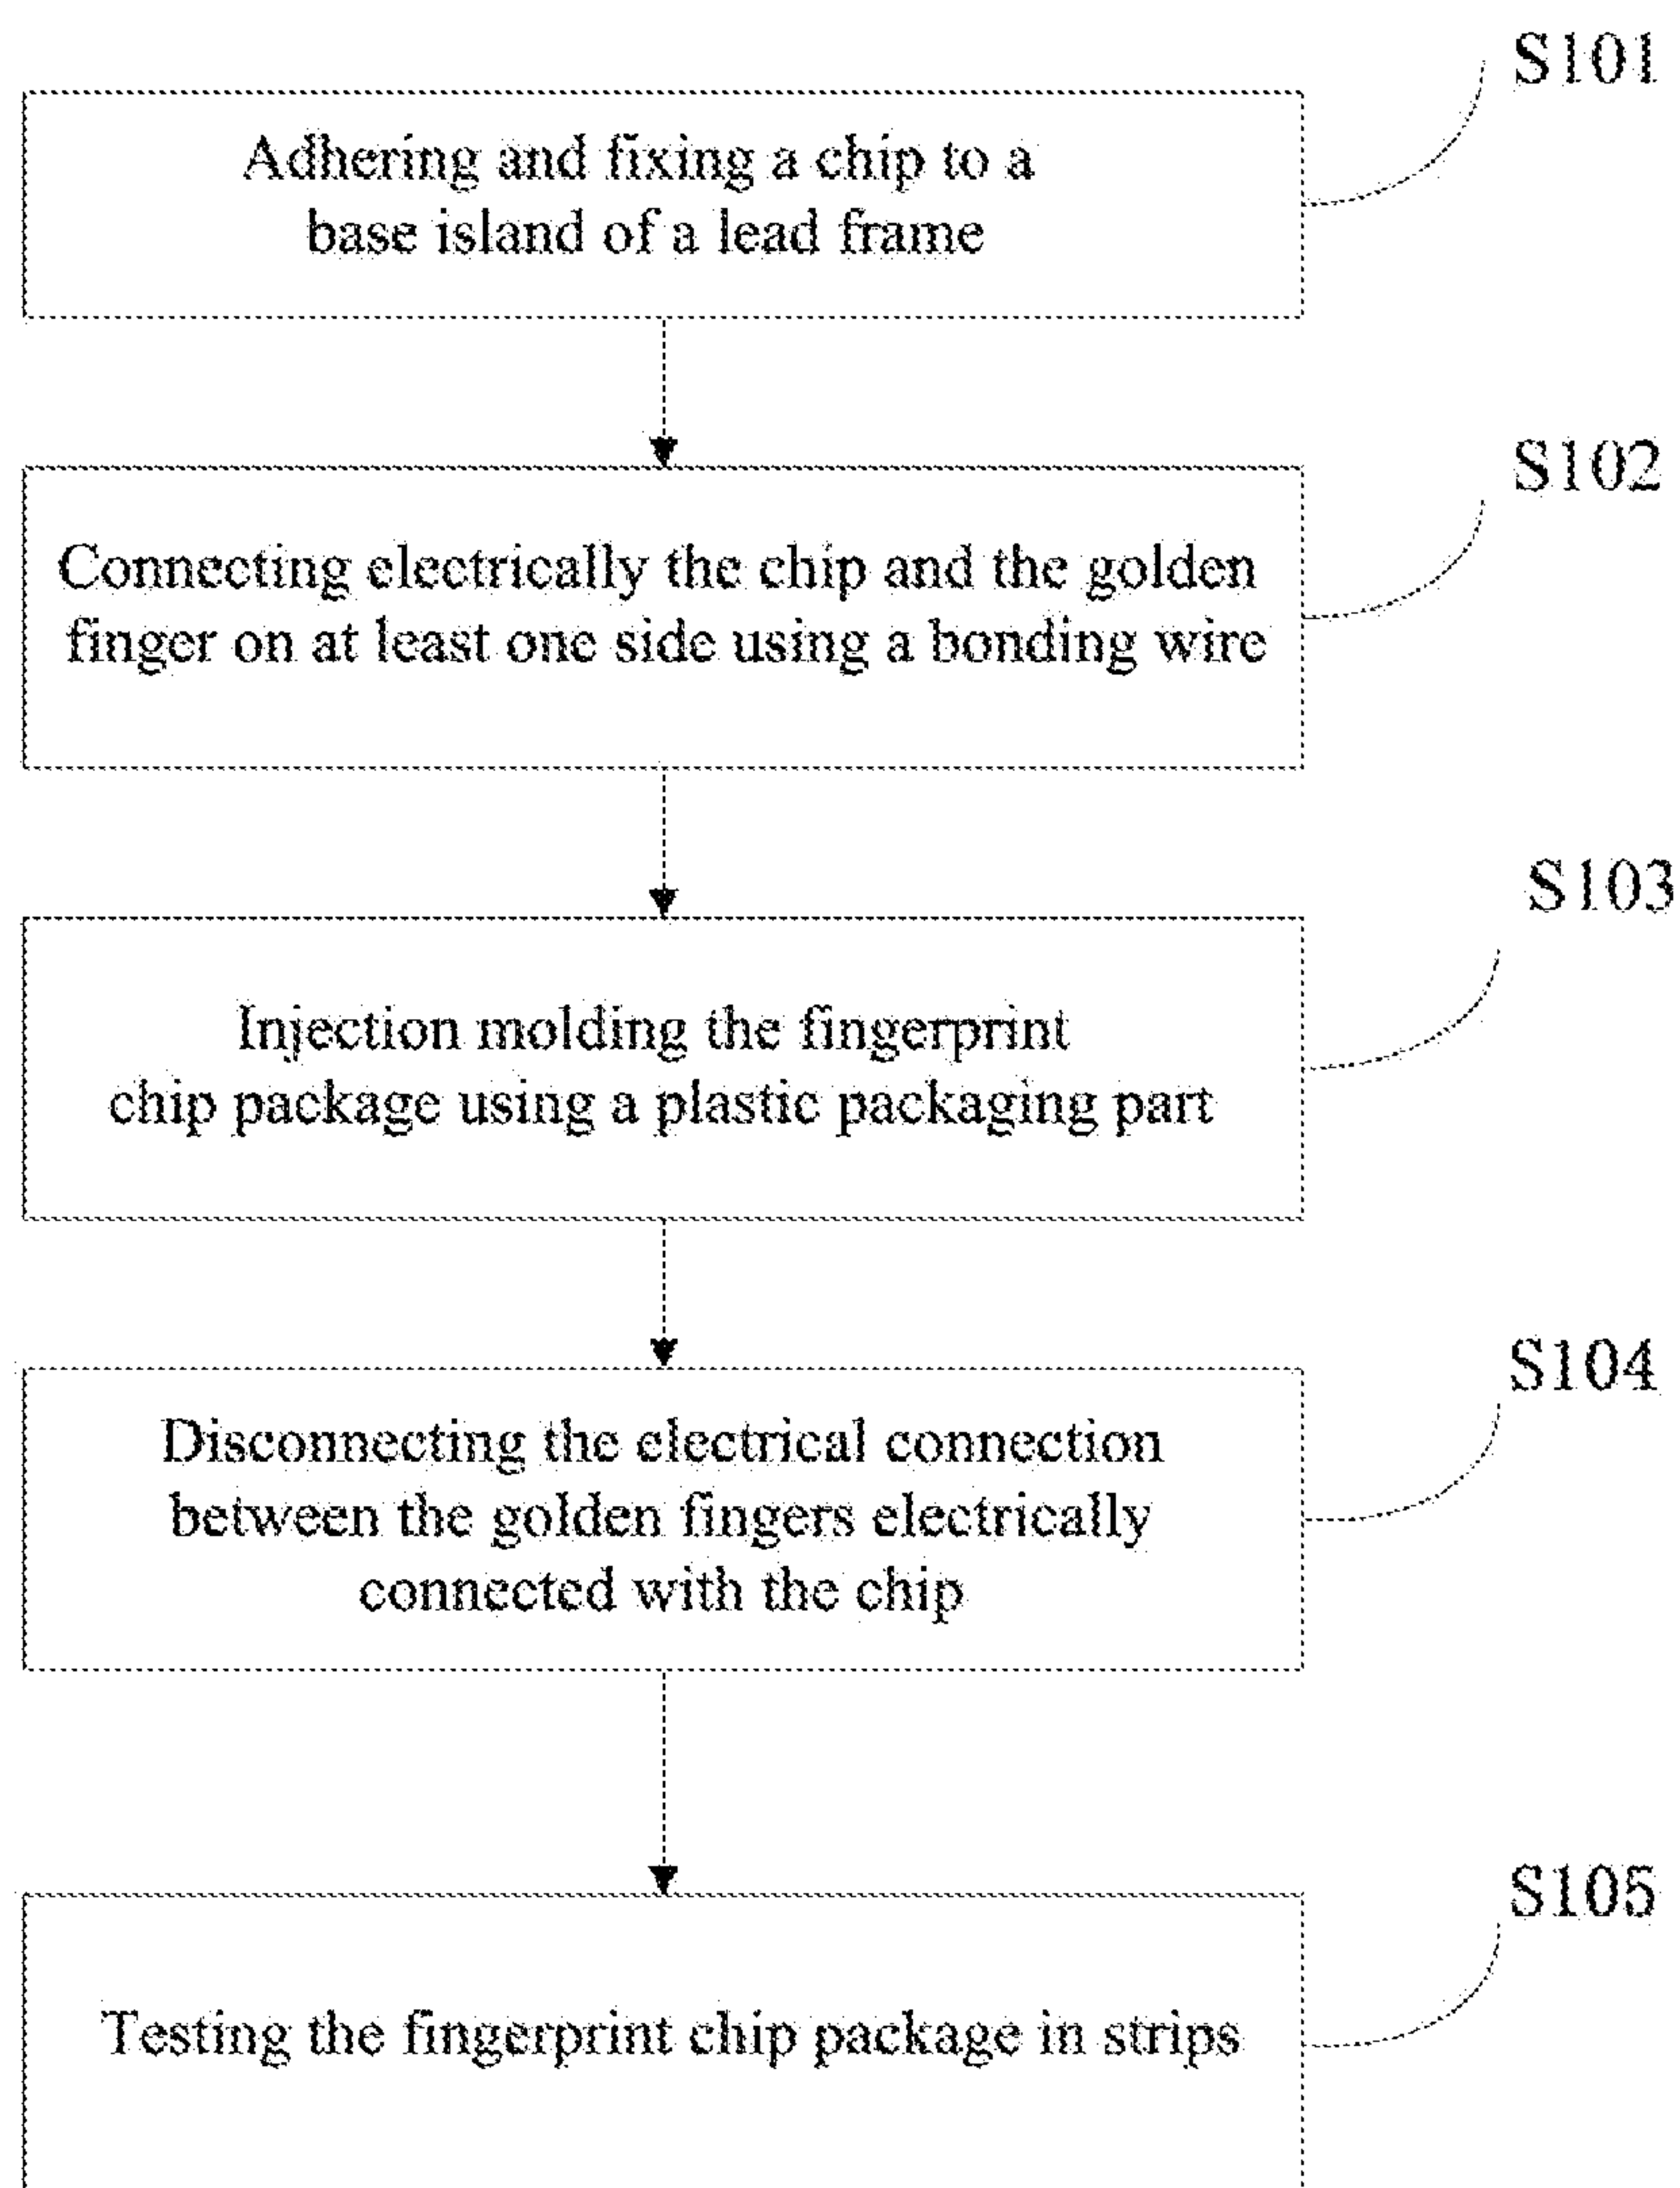 S101
Adhering and fixing a chip to a
base island of a lead frame
S102
Connecting electrically the chip and the golden
finger on at least one side using a bonding wire
S103
Injection molding the fingerprint
chip package using a plastic packaging part
S104
Disconnecting the electrical connection
between the golden fingers electrically
connected with the chip
S105
Testing the fingerprint chip package in strips